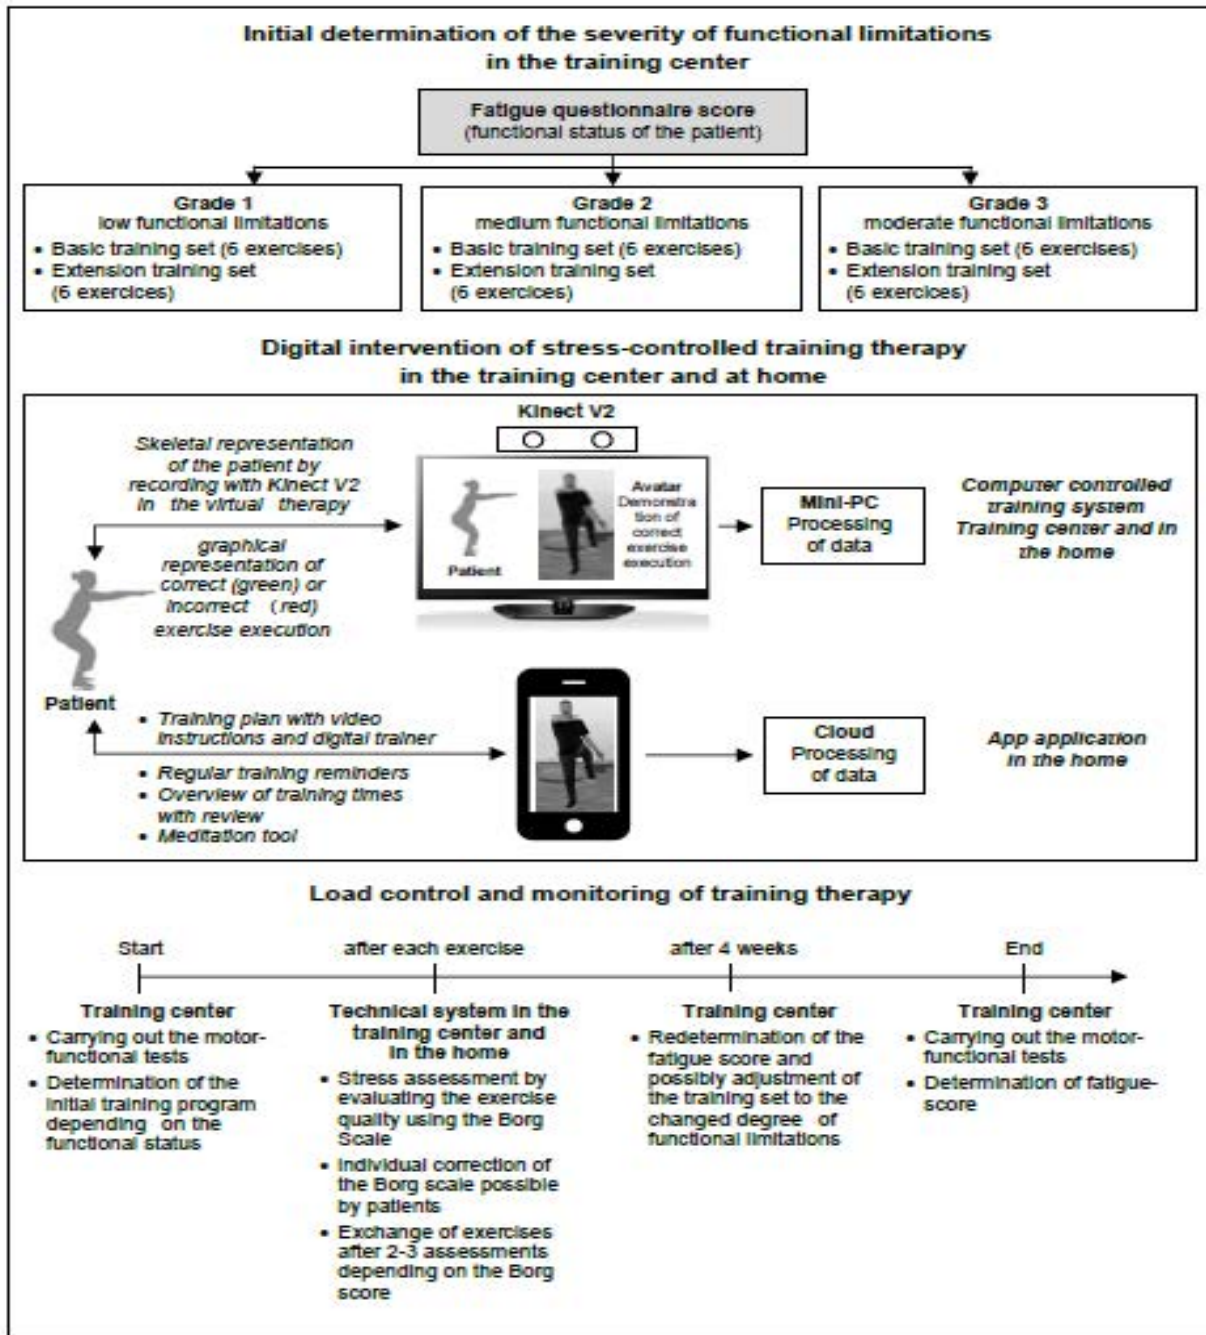 Initial determination of the severity of functional limitations
in the training center
Fatigue questionnaire score
(functional status of the patient)
Grade 1
low functional limitations
• Basic training set (6 exercises)
• Extension training set
(6 exercices)
Grade 2
medium functional limitations
• Basic training set (6 exercises)
• Extension training set
(6 exercices)
Grade 3
moderate functional limitations
• Basic training set (6 exercises)
• Extension training set
(6 exercices)
Digital intervention of stress-controlled training therapy
in the training center and at home
Skeletal representation
of the patient by
recording with Kinect V2
in the virtual therapy
graphical
representation of
correct (green) or
incorrect (red)
exercise execution
Patient
Kinect V2
Patient
Avatar
Demonstra
tion of
correct
exercise
execution
Mini-PC
Processing
of data
Computer controlled
training system
Training center and in
the home
• Training plan with video
instructions and digital trainer
• Regular training reminders
• Overview of training times
with review
• Meditation tool
Cloud
Processing
of data
App application
in the home
Load control and monitoring of training therapy
Start
Training center
• Carrying out the motor-
functional tests
• Determination of the
initial training program
depending on the
functional status
after each exercise
Technical system in the
training center and
in the home
• Stress assessment by
evaluating the exercise
quality using the Borg
Scale
• Individual correction of
the Borg scale possible
by patients
• Exchange of exercises
after 2-3 assessments
depending on the Borg
score
after 4 weeks
Training center
• Redetermination of the
fatigue score and
possibly adjustment of
the training set to the
changed degree of
functional limitations
End
Training center
• Carrying out the motor-
functional tests
• Determination of fatigue-
score